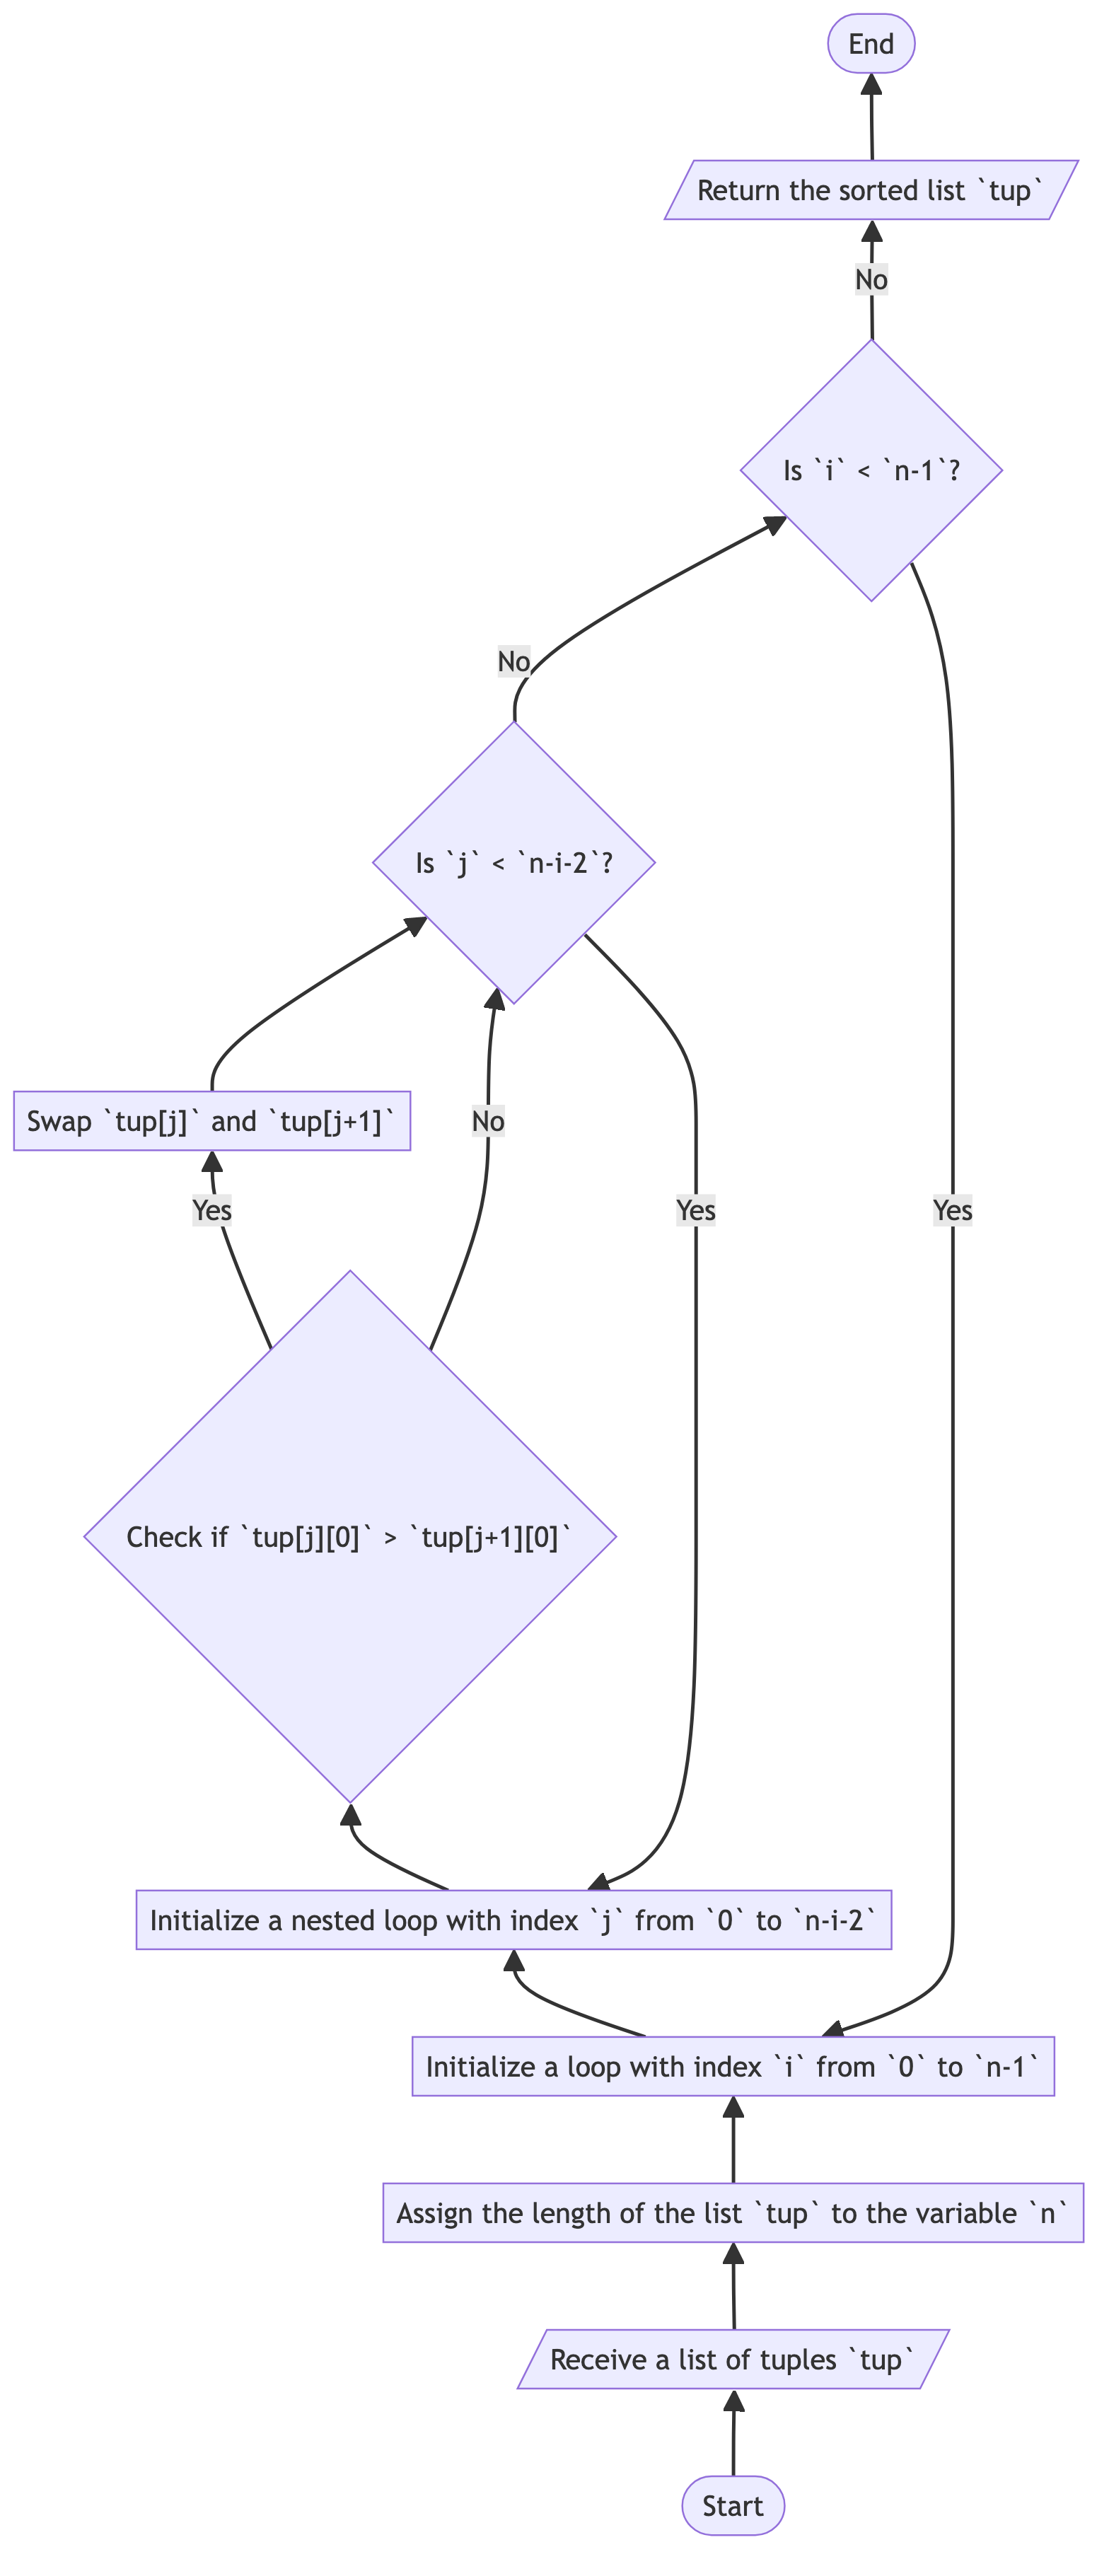 End
Return the sorted list `tup`
No
Is `i` < `n-1`?
No
Is `j` < `n-i-2`?
Swap `tup[j]` and `tup[j+1]`
No
Yes
Yes
Yes
Check if `tup[j][0]` > `tup[j+1][0]`
Initialize a nested loop with index `j` from `0` to `n-i-2`
Initialize a loop with index `i` from `0` to `n-1`
Assign the length of the list `tup` to the variable `n`
Receive a list of tuples `tup`
Start